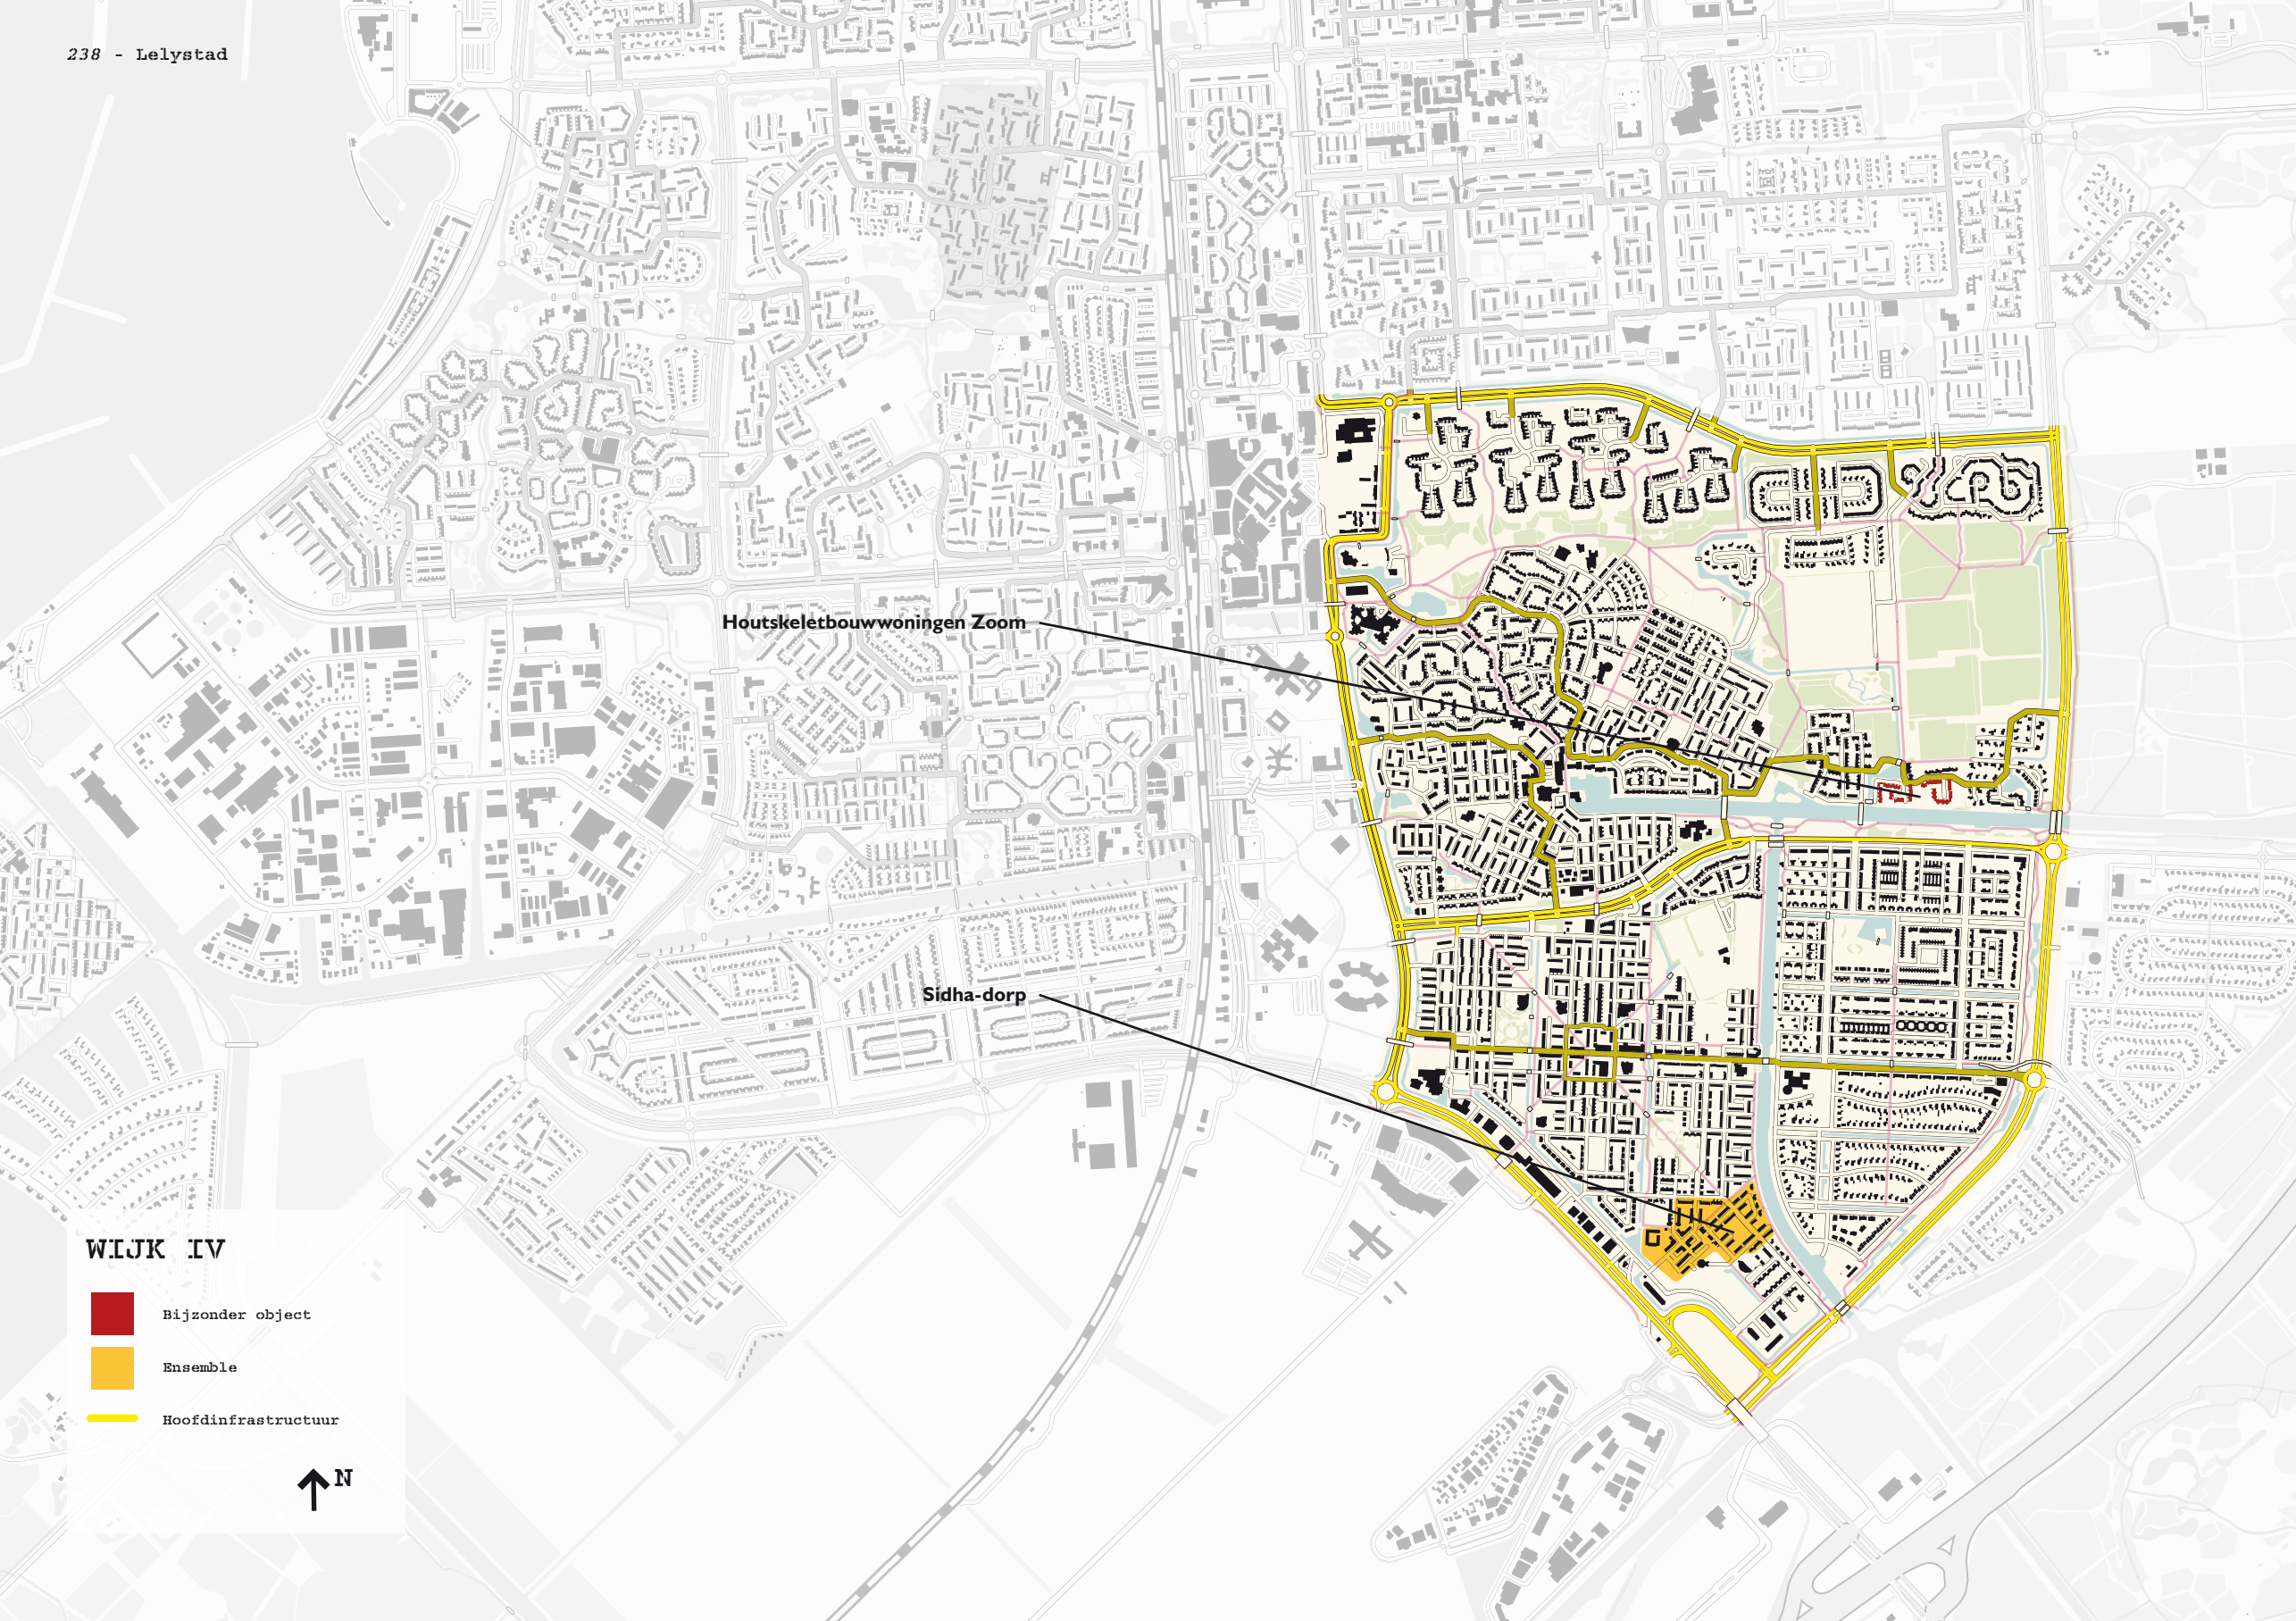 238 - Lelystad
Houtskeletbouwwoningen Zoom
Sidha-dorp
WIJK IV
Bijzonder object
Ensemble
Hoofdinfrastructuur
N